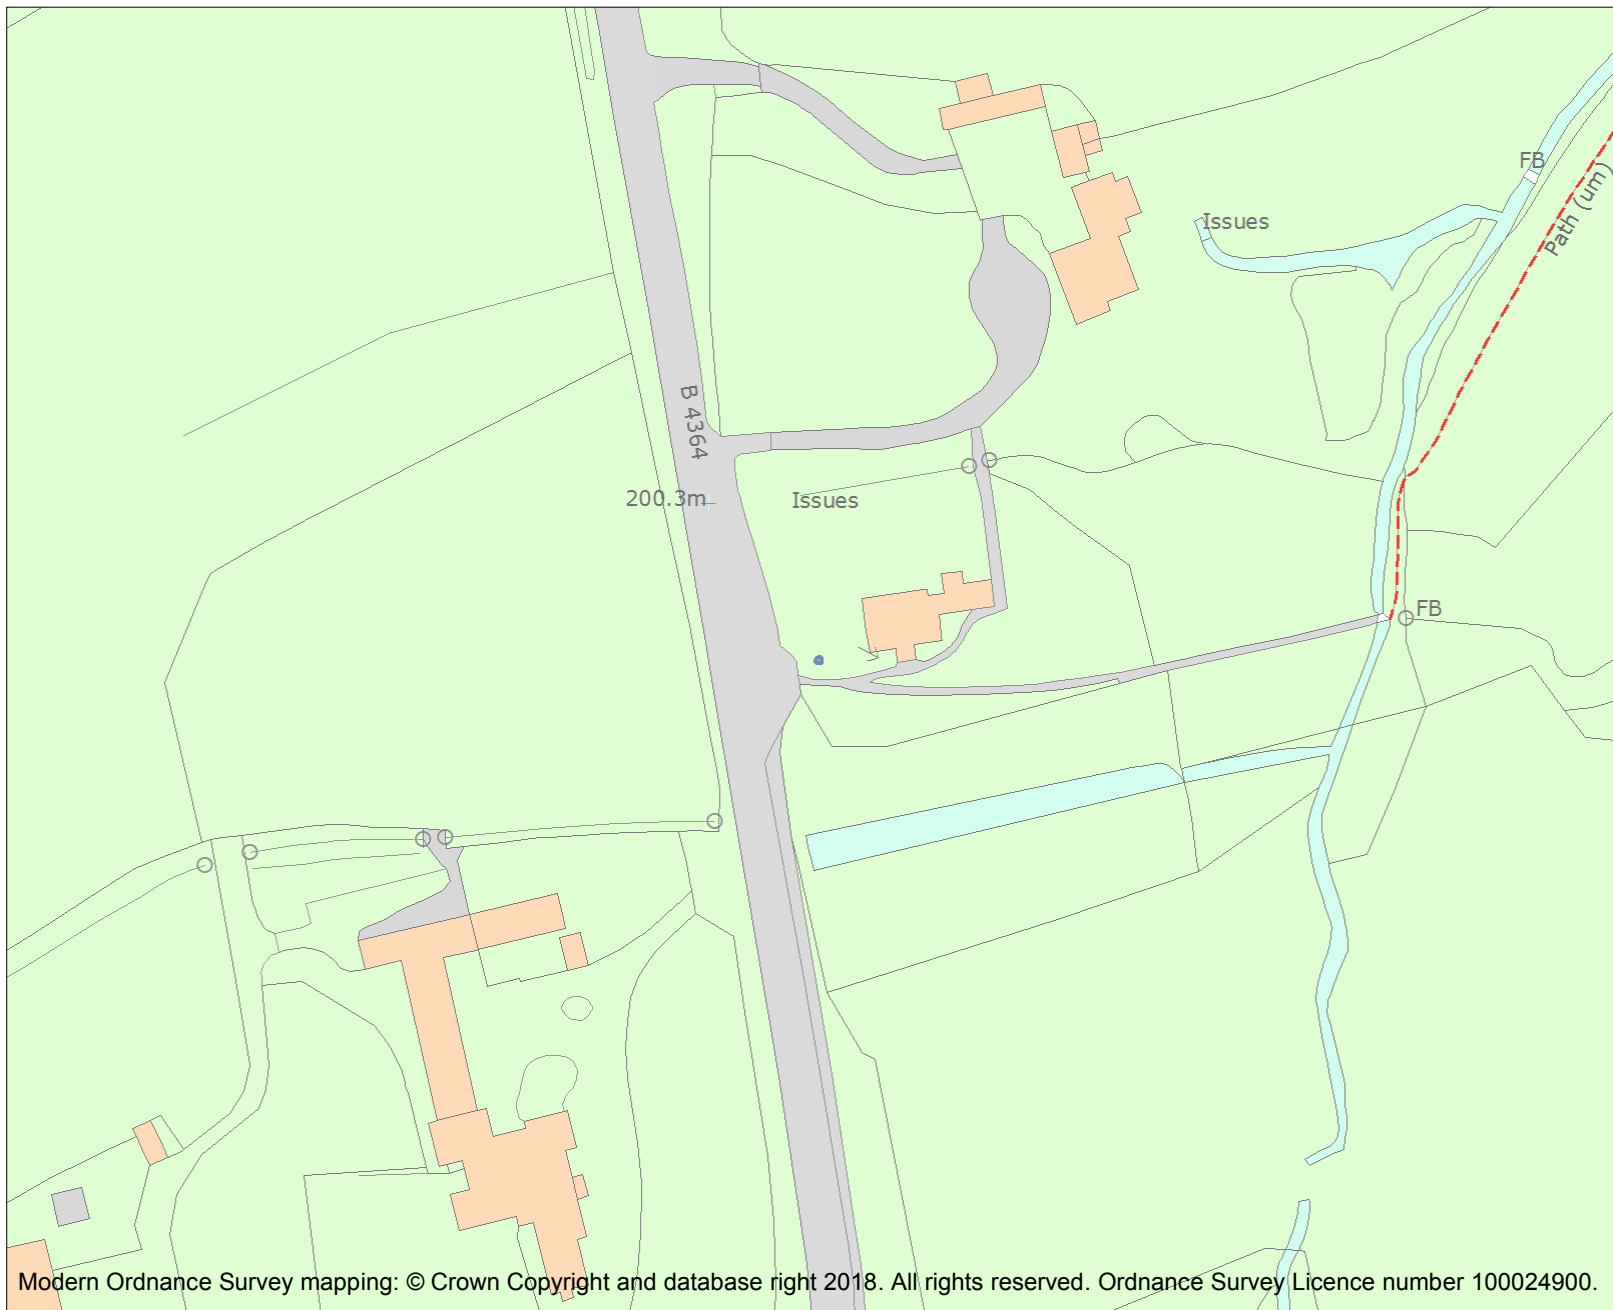 FB
Path (um)
Issues
B 4364
200.3m
Issues
FB
Modern Ordnance Survey mapping: © Crown Copyright and database right 2018. All rights reserved. Ordnance Survey Licence number 100024900.